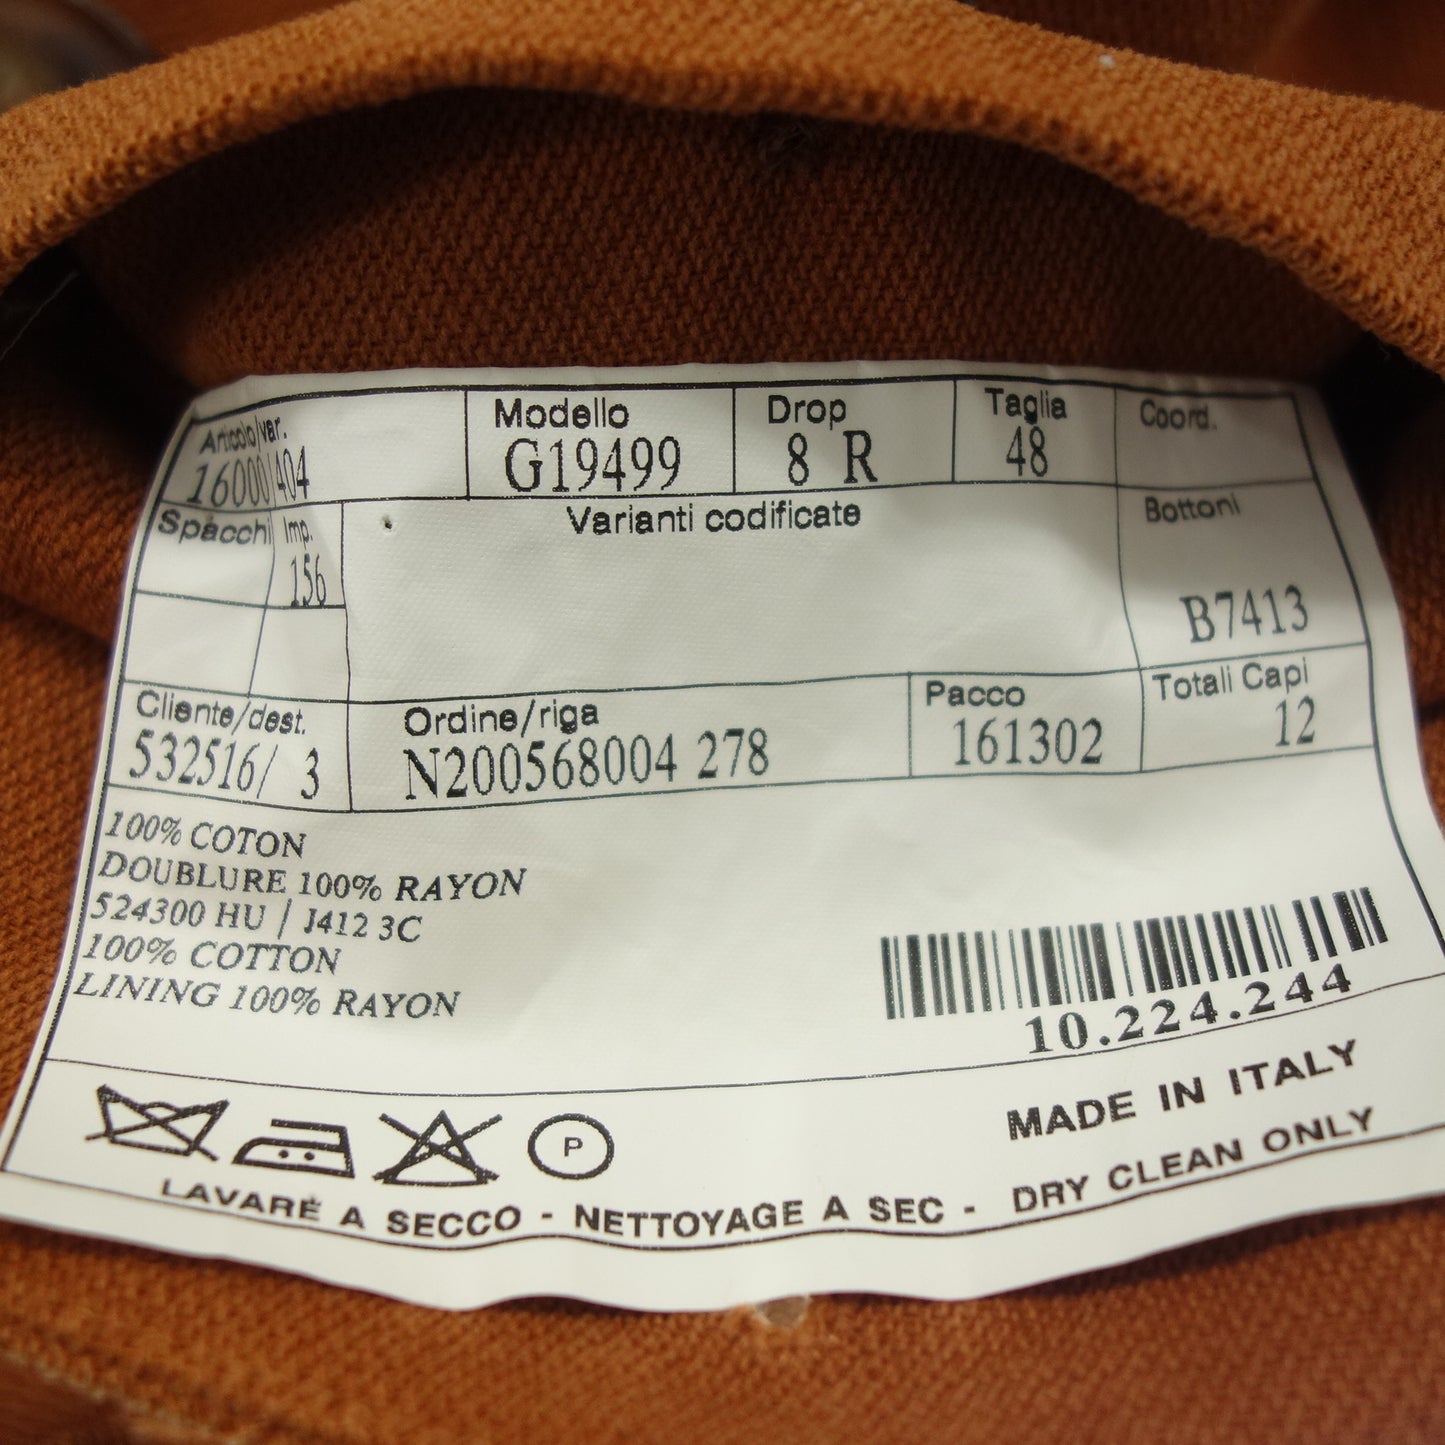 Articolo var. Modello Drop Taglia Coord.
16000 404 G19499 8 R 48
Spacchi Imp. Varianti codificate Bottoni
156 B7413
Cliente/dest. Ordine/riga Pacco Totali Capi
532516/ 3 N200568004 278 161302 12
100% COTON
DOUBLURE 100% RAYON
524300 HU / J412 3C
100% COTTON
LINING 100% RAYON
10.224.244
MADE IN ITALY
P
LAVARE A SECCO - NETTOYAGE A SEC - DRY CLEAN ONLY